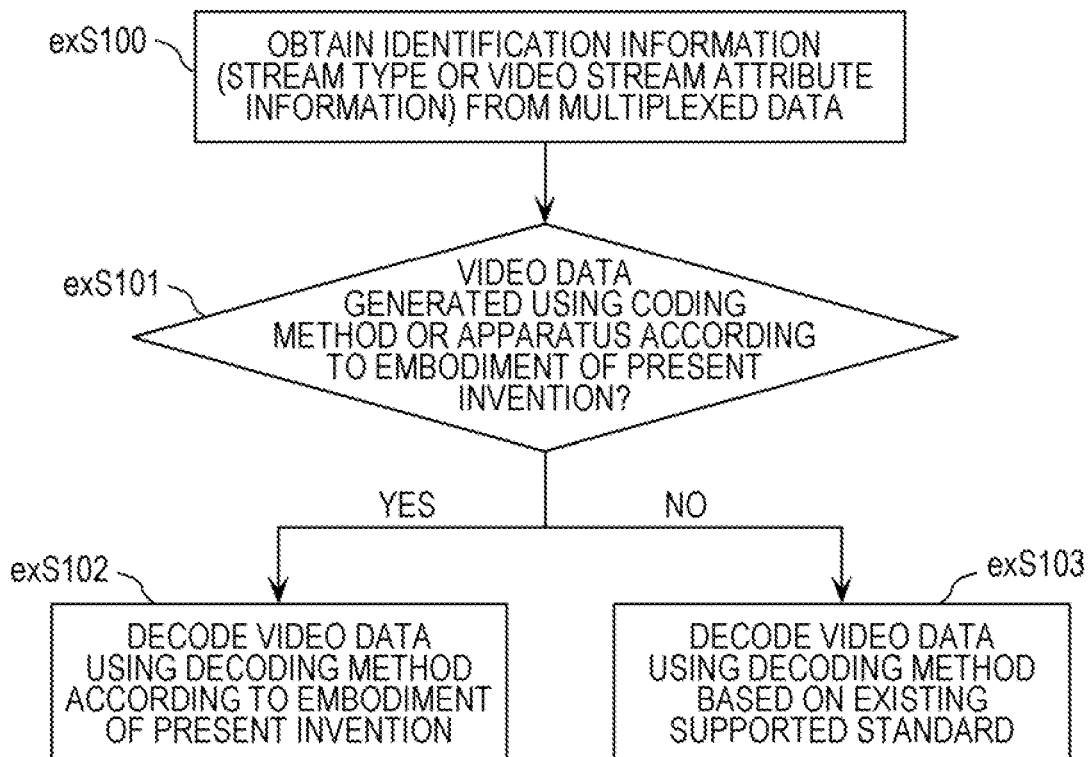 exS100
OBTAIN IDENTIFICATION INFORMATION
(STREAM TYPE OR VIDEO STREAM ATTRIBUTE
INFORMATION) FROM MULTIPLEXED DATA
exS101
VIDEO DATA
GENERATED USING CODING
METHOD OR APPARATUS ACCORDING
TO EMBODIMENT OF PRESENT
INVENTION?
YES
NO
exS102
DECODE VIDEO DATA
USING DECODING METHOD
ACCORDING TO EMBODIMENT
OF PRESENT INVENTION
exS103
DECODE VIDEO DATA
USING DECODING METHOD
BASED ON EXISTING
SUPPORTED STANDARD